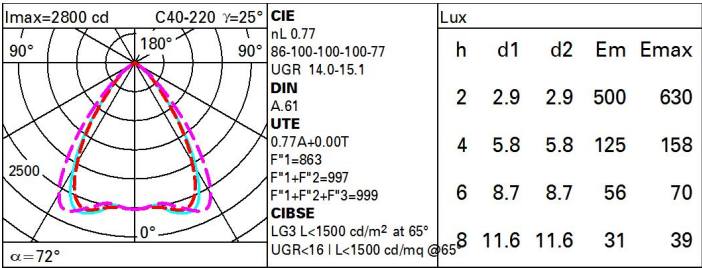 Imax=2800 cd C40-220 γ=25°
90° 180° 90°
2500
0°
α=72°
CIE
nL 0.77
86-100-100-100-77
UGR 14.0-15.1
DIN
A.61
UTE
0.77A+0.00T
F"1=863
F"1+F"2=997
F"1+F"2+F"3=999
CIBSE
LG3 L<1500 cd/m² at 65°
UGR<16 | L<1500 cd/mq @65°
Lux
h d1 d2 Em Emax
2 2.9 2.9 500 630
4 5.8 5.8 125 158
6 8.7 8.7 56 70
8 11.6 11.6 31 39